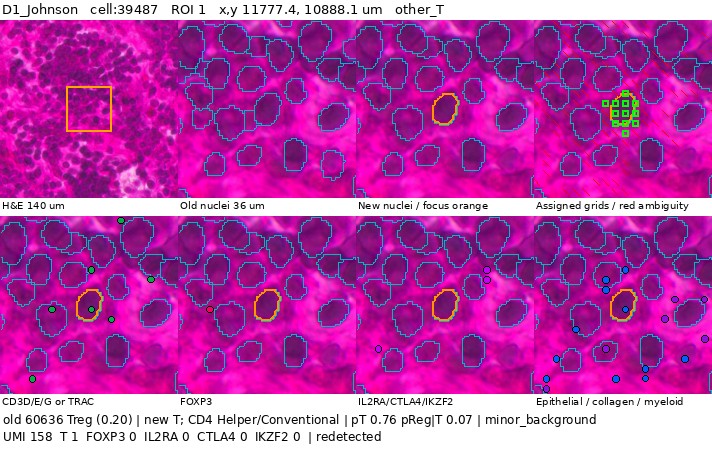 D1_Johnson   cell:39487   ROI 1   x,y 11777.4, 10888.1 um   other_T
H&E 140 um
Old nuclei 36 um
New nuclei / focus orange
Assigned grids / red ambiguity
CD3D/E/G or TRAC
FOXP3
IL2RA/CTLA4/IKZF2
Epithelial / collagen / myeloid
old 60636 Treg (0.20) | new T; CD4 Helper/Conventional | pT 0.76 pReg|T 0.07 | minor_background
UMI 158  T 1  FOXP3 0  IL2RA 0  CTLA4 0  IKZF2 0  | redetected